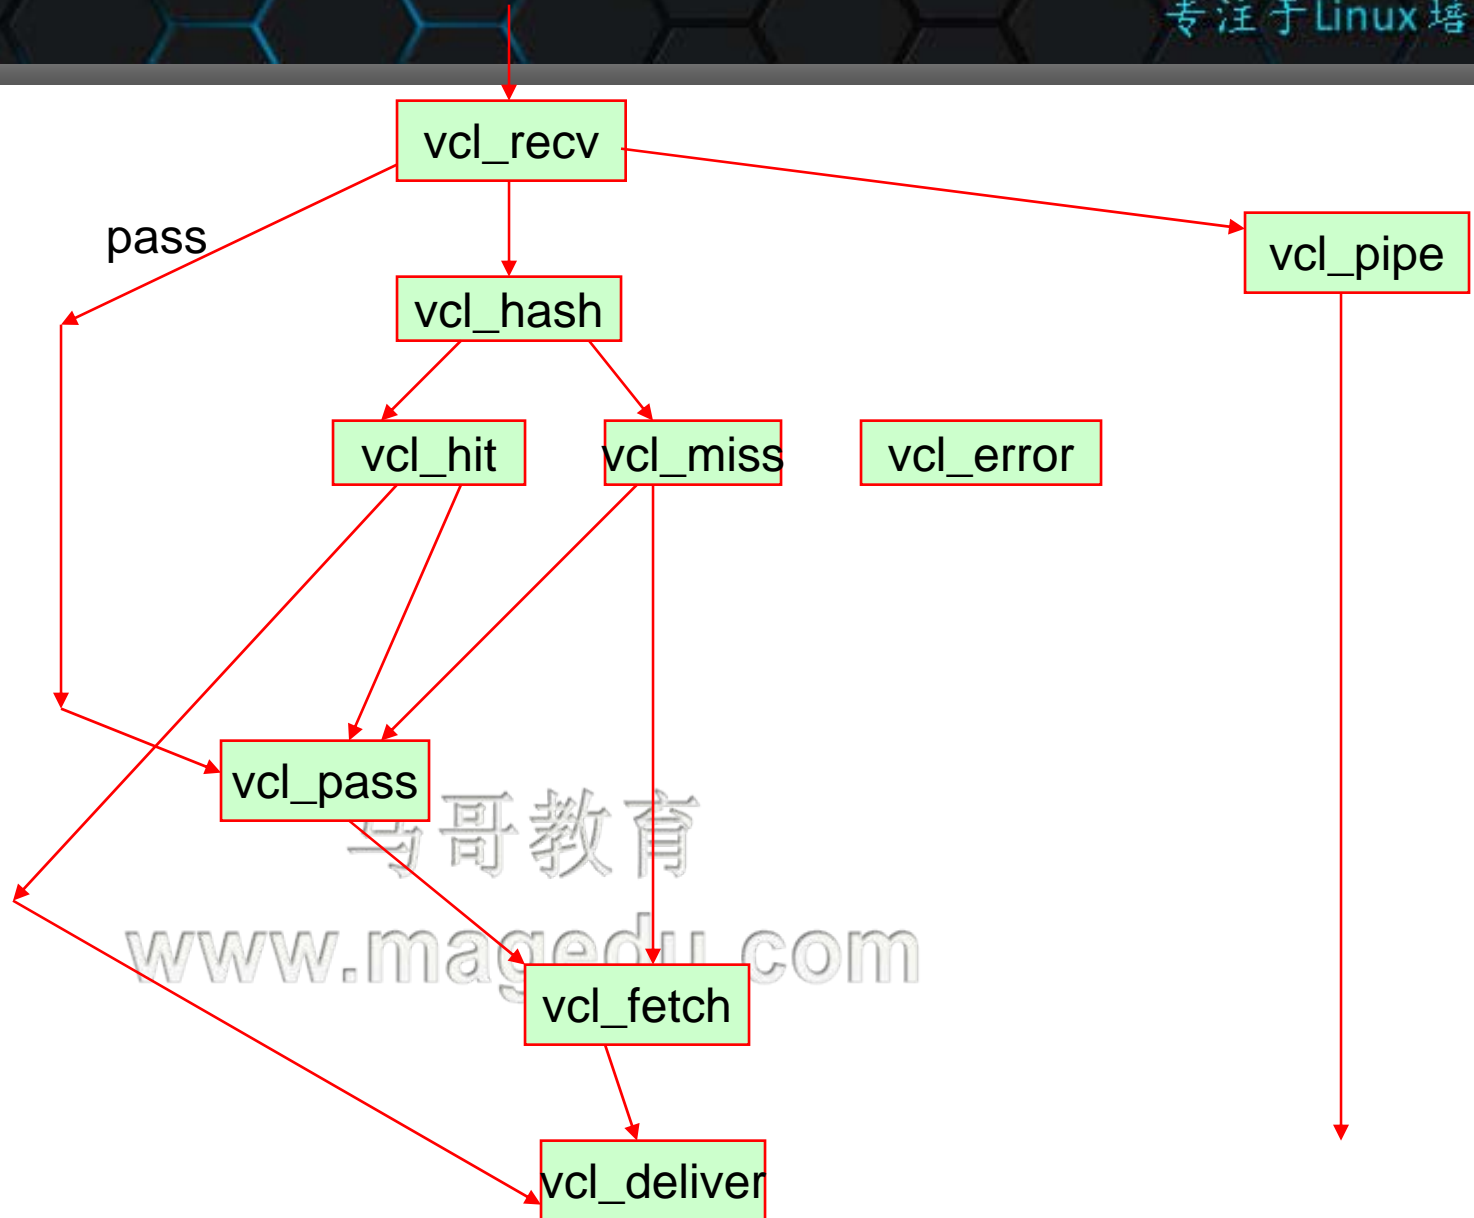 专注于Linux培
vcl_recv
pass
vcl_pipe
vcl_hash
vcl_hit
vcl_miss
vcl_error
vcl_pass
马哥教育
www.magedu.com
vcl_fetch
vcl_deliver